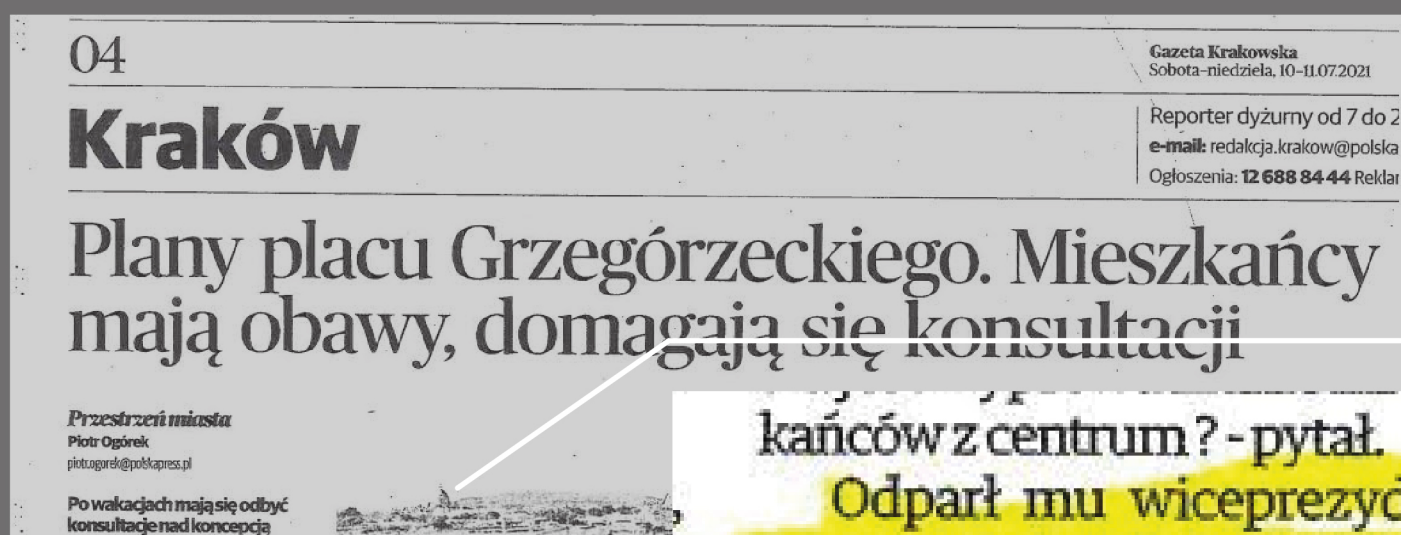 04
Gazeta Krakowska
Sobota-niedziela, 10-11.07.2021
Kraków
Reporter dyżurny od 7 do 2
e-mail: redakcja.krakow@polska
Ogłoszenia: 12 688 84 44 Reklar
Plany placu Grzegórzeckiego. Mieszkańcy
mają obawy, domagają się konsultacji
Przestrzeń miasta
Piotr Ogórek
piotr.ogorek@polskapress.pl
Po wakacjach mają się odbyć
konsultacje nad koncepcją
kańców z centrum? - pytał.
Odparł mu wiceprezyd